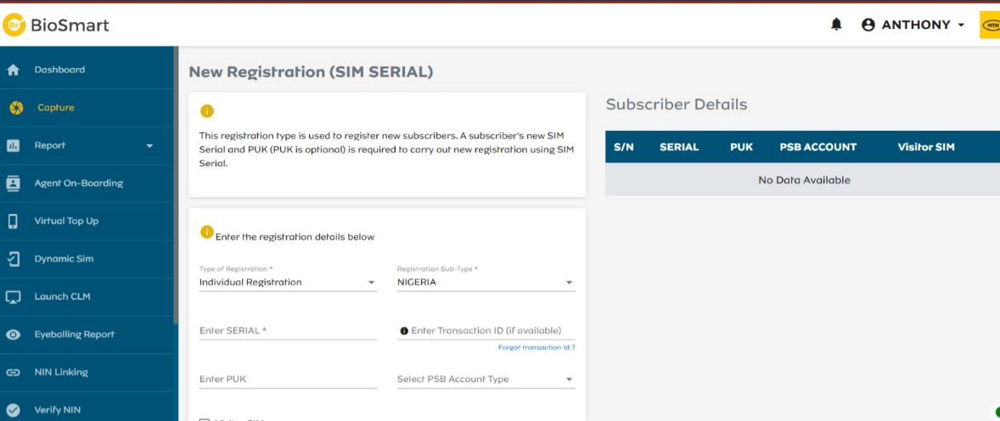 BioSmart
ANTHONY
MTN
Dashboard
Capture
Report
Agent On-Boarding
Virtual Top Up
Dynamic Sim
Launch CLM
Eyeballing Report
NIN Linking
Verify NIN
New Registration (SIM SERIAL)
This registration type is used to register new subscribers. A subscriber's new SIM
Serial and PUK (PUK is optional) is required to carry out new registration using SIM
Serial.
Enter the registration details below
Type of Registration * Registration Sub-Type *
Individual Registration NIGERIA
Enter SERIAL * Enter Transaction ID (if available)
Forgot transaction Id ?
Enter PUK Select PSB Account Type
Visitor SIM
Subscriber Details
S/N SERIAL PUK PSB ACCOUNT Visitor SIM
No Data Available